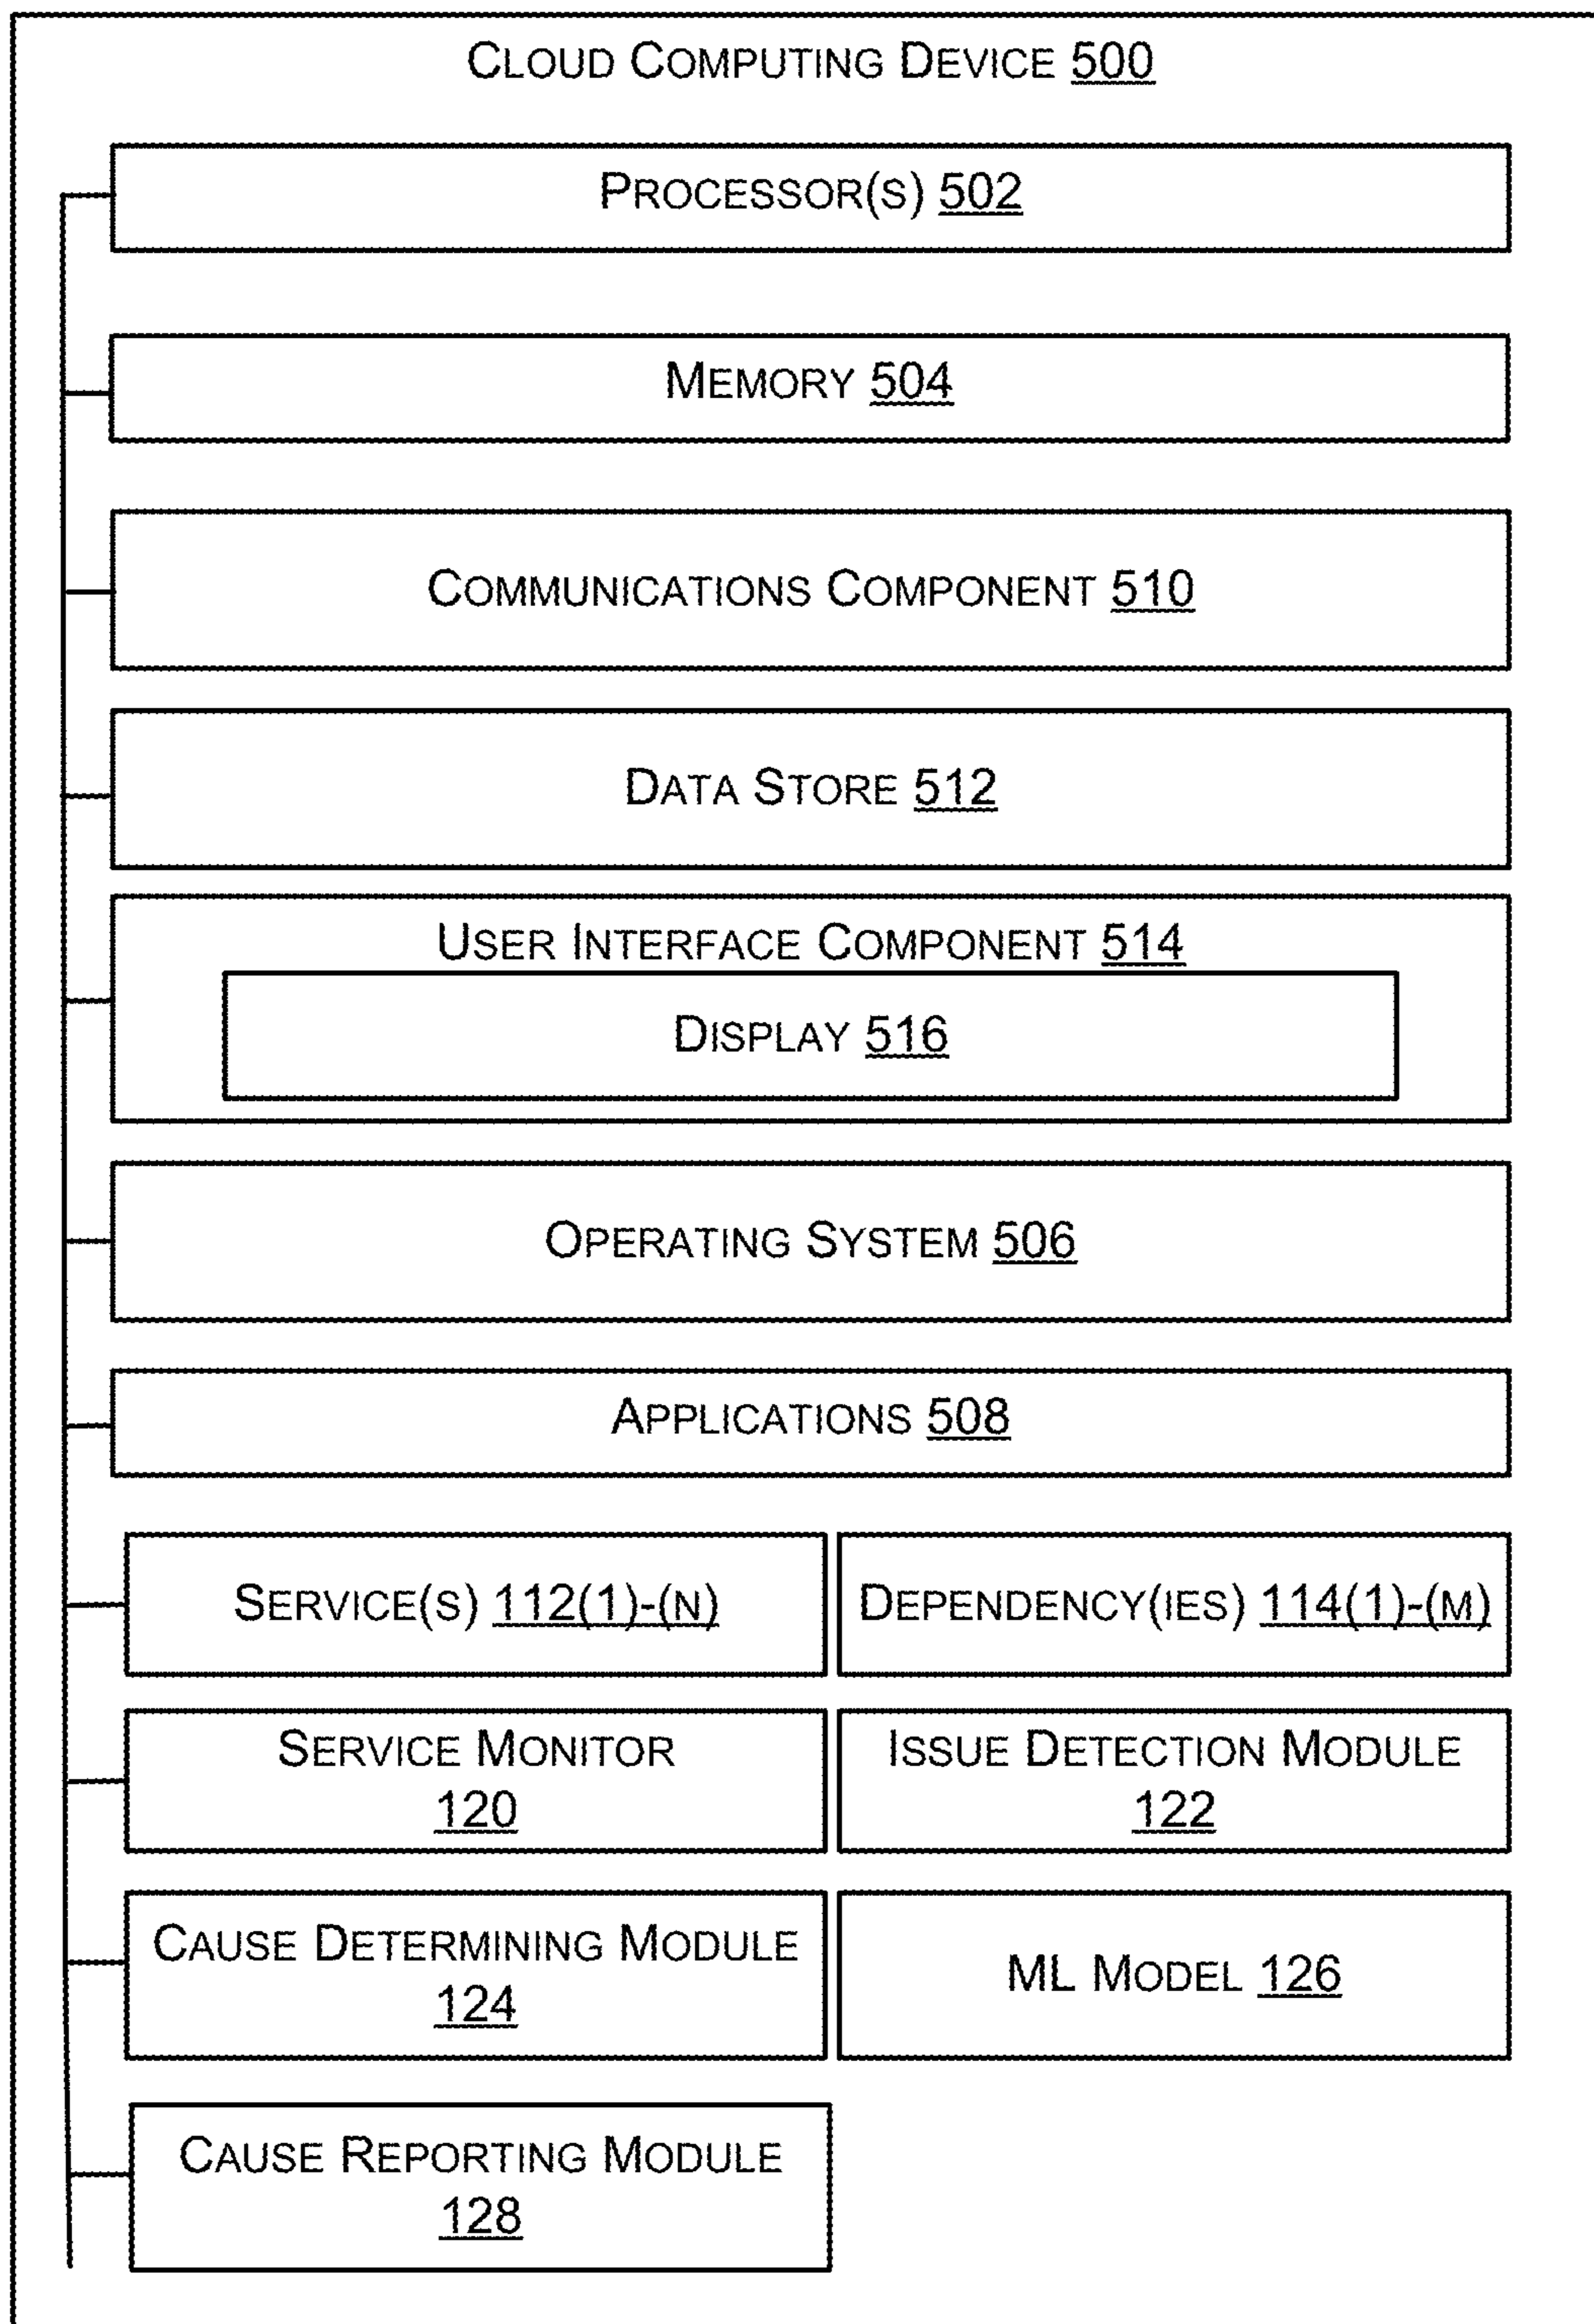 CLOUD COMPUTING DEVICE 500
PROCESSOR(S) 502
MEMORY 504
COMMUNICATIONS COMPONENT 510
DATA STORE 512
USER INTERFACE COMPONENT 514
DISPLAY 516
OPERATING SYSTEM 506
APPLICATIONS 508
SERVICE(S) 112(1)-(N)
DEPENDENCY(IES) 114(1)-(M)
SERVICE MONITOR
120
ISSUE DETECTION MODULE
122
CAUSE DETERMINING MODULE
124
ML MODEL 126
CAUSE REPORTING MODULE
128